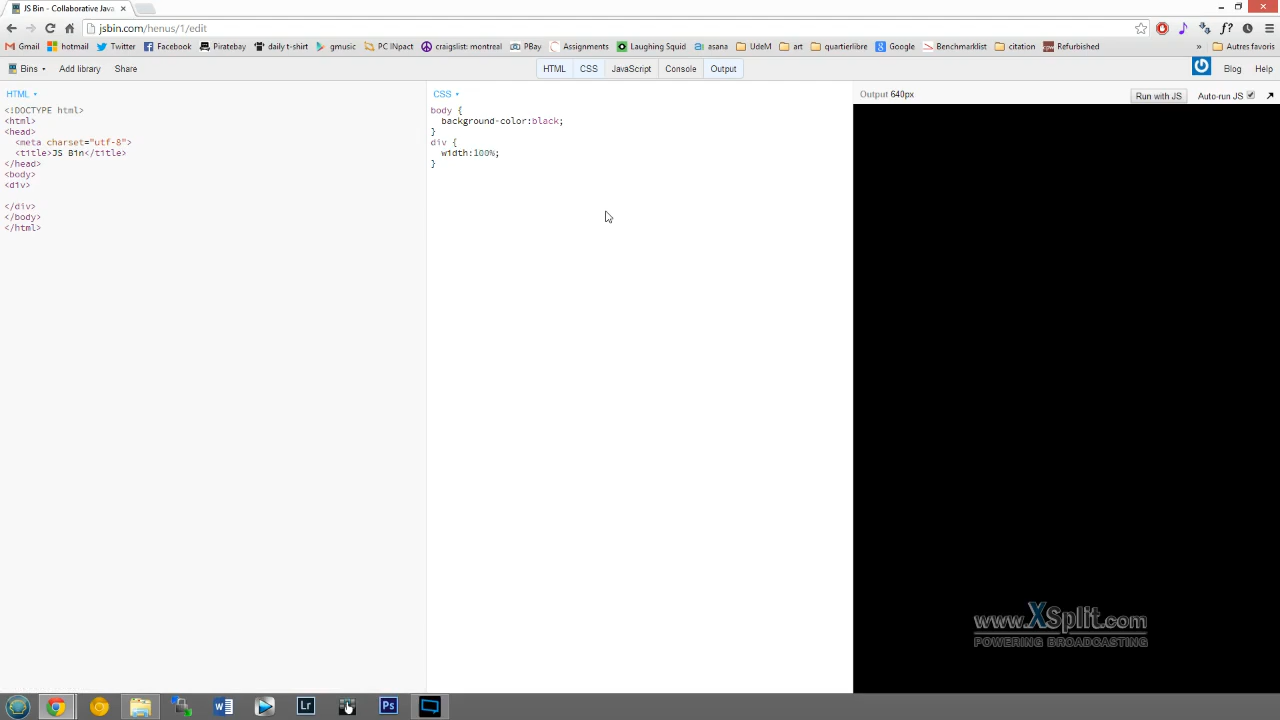 JS Bin - Collaborative Java
jsbin.com/henus/1/edit
Gmail hotmail Twitter Facebook Piratebay daily t-shirt gmusic PC INpact craigslist: montreal PBay Assignments Laughing Squid asana UdeM art quartierlibre Google Benchmarklist citation Refurbished » Autres favoris
Bins Add library Share HTML CSS JavaScript Console Output Blog Help
HTML
<!DOCTYPE html>
<html>
<head>
<meta charset="utf-8">
<title>JS Bin</title>
</head>
<body>
<div>
</div>
</body>
</html>
CSS
body {
background-color:black;
}
div {
width:100%;
}
Output 640px Run with JS Auto-run JS
www.XSplit.com
POWERING BROADCASTING
W Lr Ps